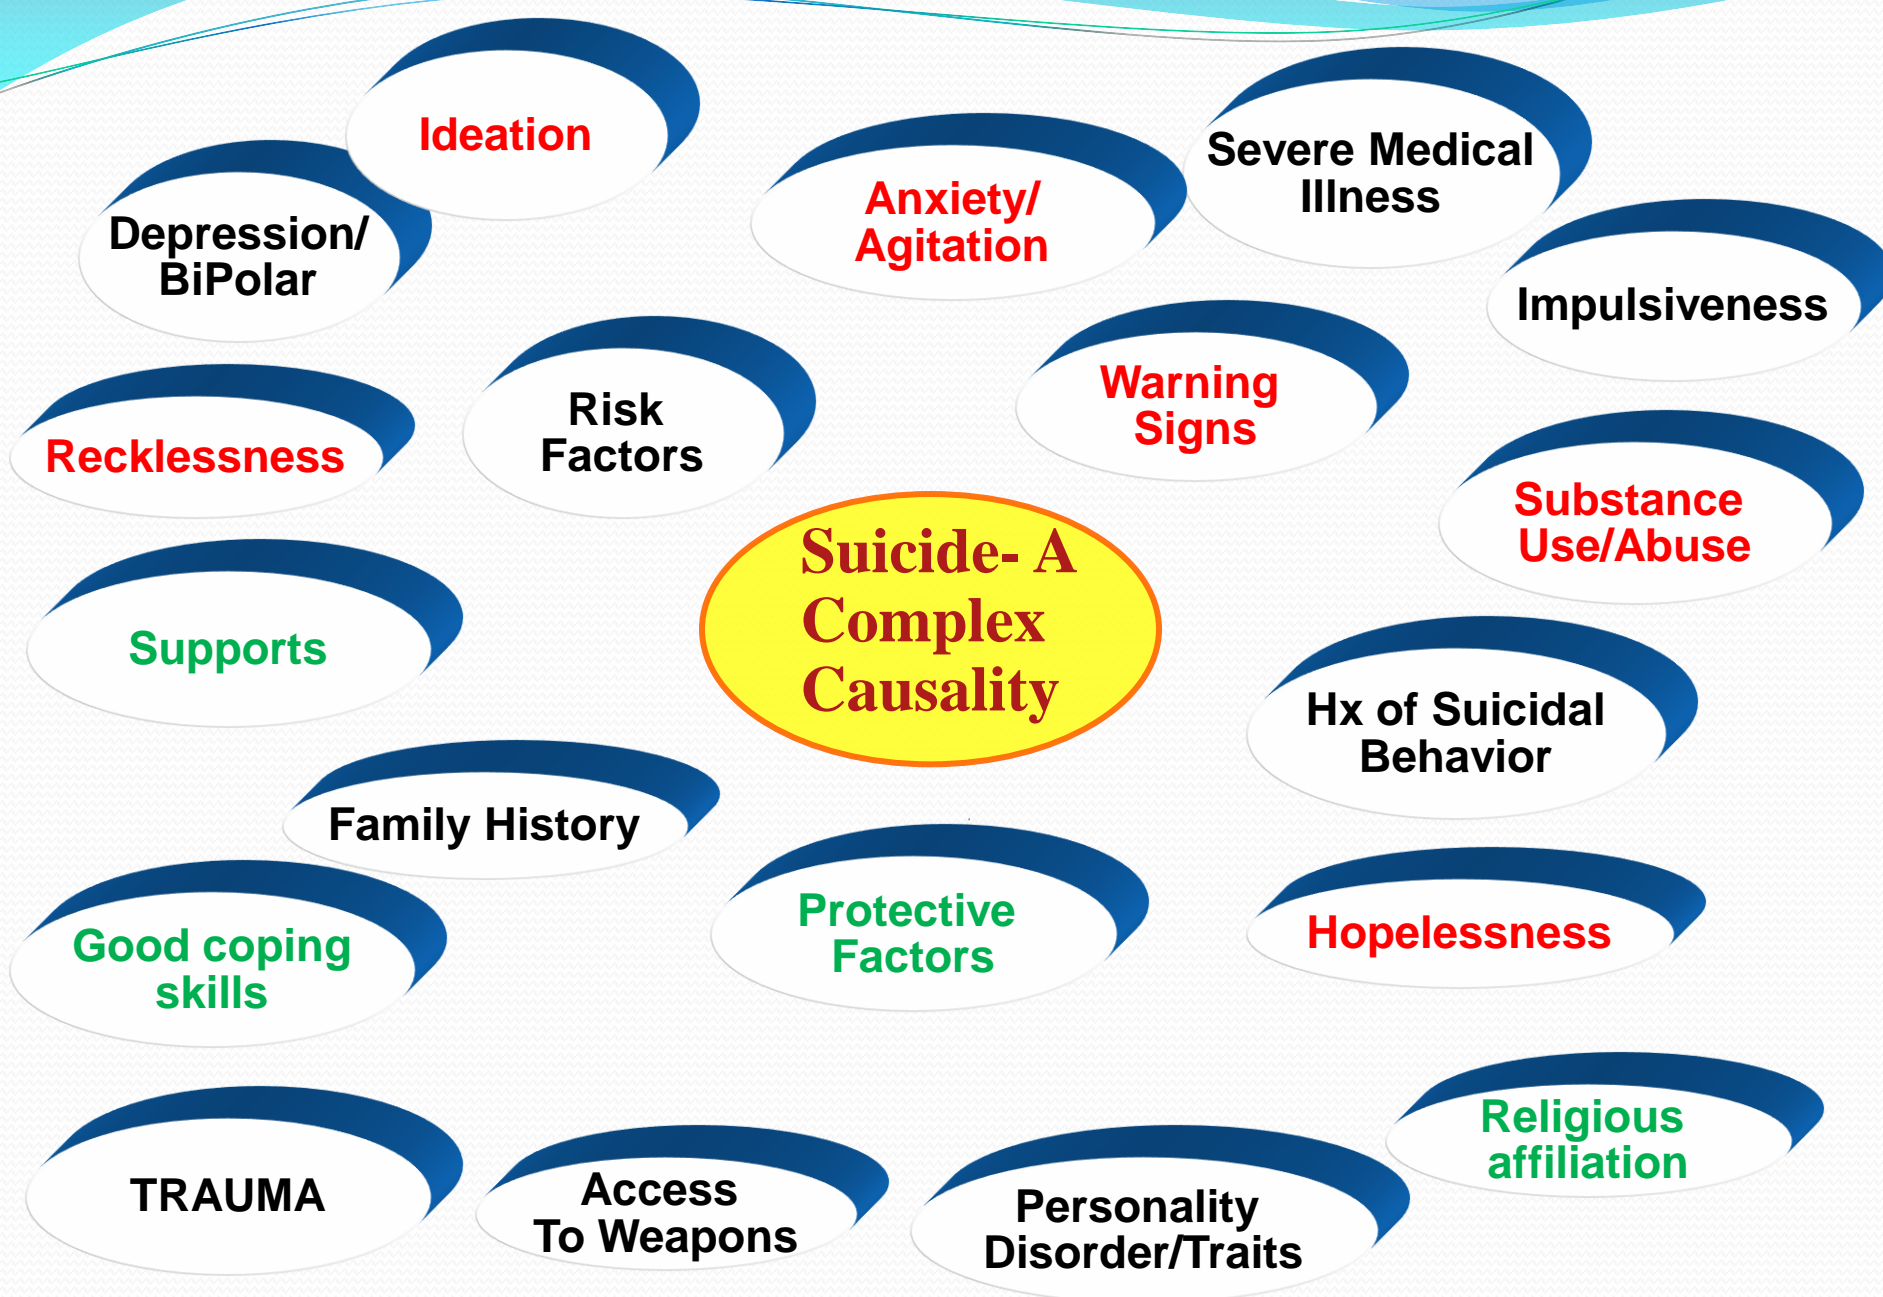 Ideation
Severe Medical
Illness
Anxiety/
Agitation
Depression/
BiPolar
Impulsiveness
Warning
Signs
Risk
Factors
Recklessness
Substance
Use/Abuse
Suicide- A
Complex
Causality
Supports
Hx of Suicidal
Behavior
Family History
Protective
Factors
Hopelessness
Good coping
skills
Religious
affiliation
TRAUMA
Access
To Weapons
Personality
Disorder/Traits